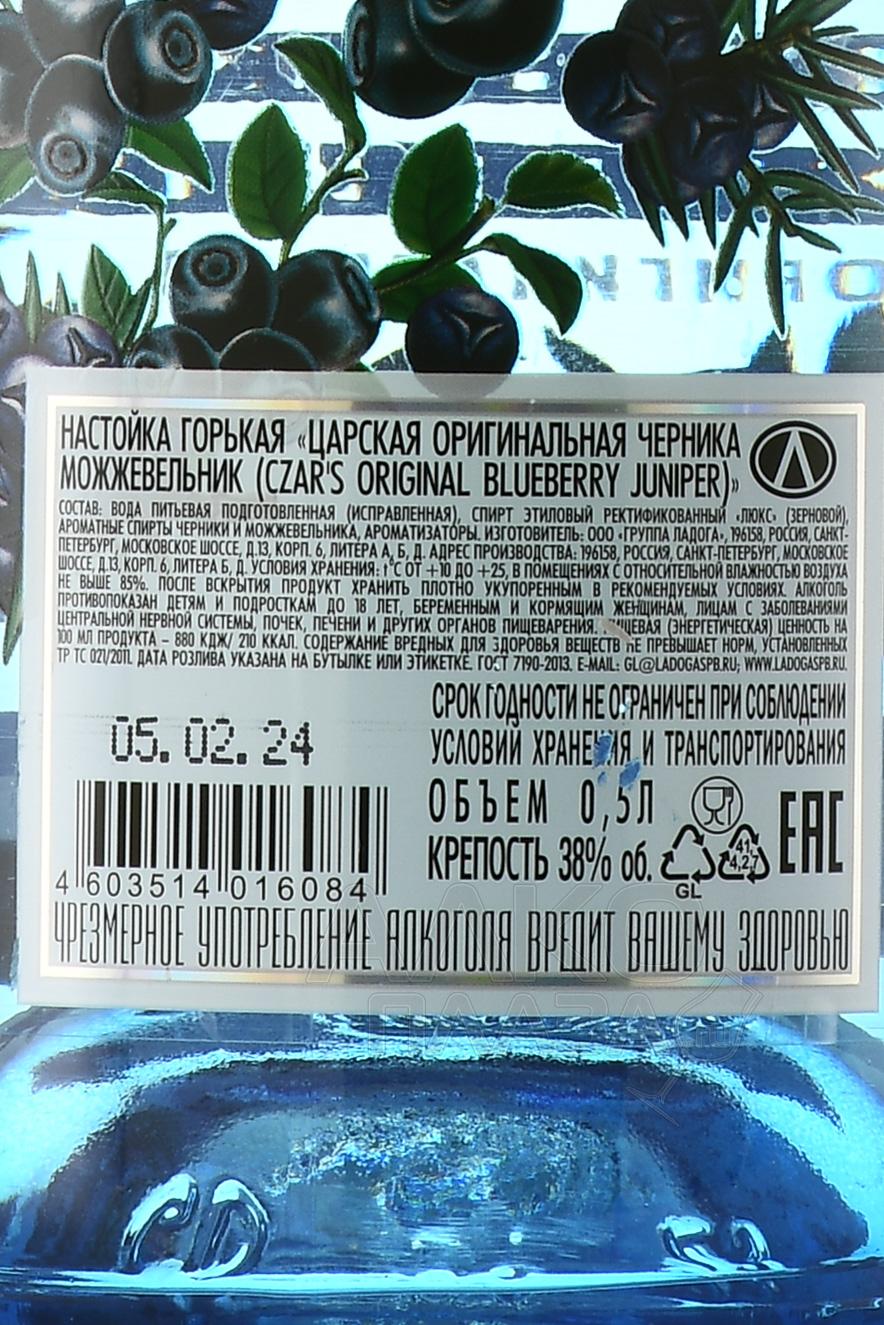 НАСТОЙКА ГОРЬКАЯ «ЦАРСКАЯ ОРИГИНАЛЬНАЯ ЧЕРНИКА
МОЖЖЕВЕЛЬНИК (CZAR'S ORIGINAL BLUEBERRY JUNIPER)»
СОСТАВ: ВОДА ПИТЬЕВАЯ ПОДГОТОВЛЕННАЯ (ИСПРАВЛЕННАЯ), СПИРТ ЭТИЛОВЫЙ РЕКТИФИКОВАННЫЙ «ЛЮКС» (ЗЕРНОВОЙ),
АРОМАТНЫЕ СПИРТЫ ЧЕРНИКИ И МОЖЖЕВЕЛЬНИКА, АРОМАТИЗАТОРЫ. ИЗГОТОВИТЕЛЬ: ООО «ГРУППА ЛАДОГА», 196158, РОССИЯ, САНКТ-
ПЕТЕРБУРГ, МОСКОВСКОЕ ШОССЕ, Д.13, КОРП. 6, ЛИТЕРА А, Б, Д. АДРЕС ПРОИЗВОДСТВА: 196158, РОССИЯ, САНКТ-ПЕТЕРБУРГ, МОСКОВСКОЕ
ШОССЕ, Д.13, КОРП. 6, ЛИТЕРА Б, Д. УСЛОВИЯ ХРАНЕНИЯ: t°C ОТ +10 ДО +25, В ПОМЕЩЕНИЯХ С ОТНОСИТЕЛЬНОЙ ВЛАЖНОСТЬЮ ВОЗДУХА
НЕ ВЫШЕ 85%. ПОСЛЕ ВСКРЫТИЯ ПРОДУКТ ХРАНИТЬ ПЛОТНО УКУПОРЕННЫМ В РЕКОМЕНДУЕМЫХ УСЛОВИЯХ. АЛКОГОЛЬ
ПРОТИВОПОКАЗАН ДЕТЯМ И ПОДРОСТКАМ ДО 18 ЛЕТ, БЕРЕМЕННЫМ И КОРМЯЩИМ ЖЕНЩИНАМ, ЛИЦАМ С ЗАБОЛЕВАНИЯМИ
ЦЕНТРАЛЬНОЙ НЕРВНОЙ СИСТЕМЫ, ПОЧЕК, ПЕЧЕНИ И ДРУГИХ ОРГАНОВ ПИЩЕВАРЕНИЯ. ПИЩЕВАЯ (ЭНЕРГЕТИЧЕСКАЯ) ЦЕННОСТЬ НА
100 МЛ ПРОДУКТА – 880 КДЖ/ 210 ККАЛ. СОДЕРЖАНИЕ ВРЕДНЫХ ДЛЯ ЗДОРОВЬЯ ВЕЩЕСТВ НЕ ПРЕВЫШАЕТ НОРМ, УСТАНОВЛЕННЫХ
ТР ТС 021/2011. ДАТА РОЗЛИВА УКАЗАНА НА БУТЫЛКЕ ИЛИ ЭТИКЕТКЕ. ГОСТ 7190-2013. E-MAIL: GL@LADOGASPB.RU; WWW.LADOGASPB.RU.
СРОК ГОДНОСТИ НЕ ОГРАНИЧЕН ПРИ СОБЛЮДЕНИИ
УСЛОВИЙ ХРАНЕНИЯ И ТРАНСПОРТИРОВАНИЯ
05.02.24
ОБЪЕМ 0,5Л
КРЕПОСТЬ 38% об.
GL
41,
4,2,7
EAC
4 603514 016084
ЧРЕЗМЕРНОЕ УПОТРЕБЛЕНИЕ АЛКОГОЛЯ ВРЕДИТ ВАШЕМУ ЗДОРОВЬЮ
АЛКО
ПЛАЗА
.ru